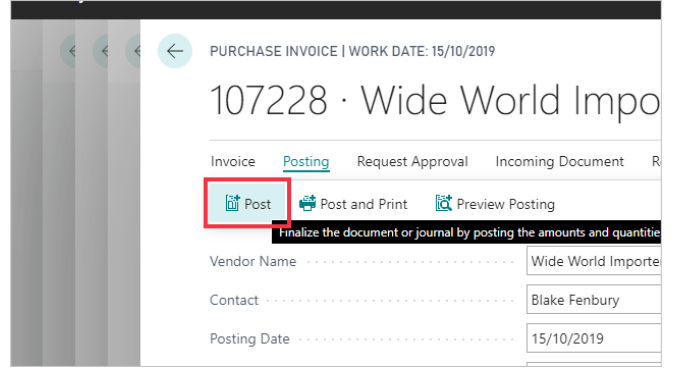 PURCHASE INVOICE | WORK DATE: 15/10/2019
107228 · Wide World Impo
Invoice Posting Request Approval Incoming Document
Post Post and Print Preview Posting
Finalize the document or journal by posting the amounts and quantitie
Vendor Name Wide World Importe
Contact Blake Fenbury
Posting Date 15/10/2019